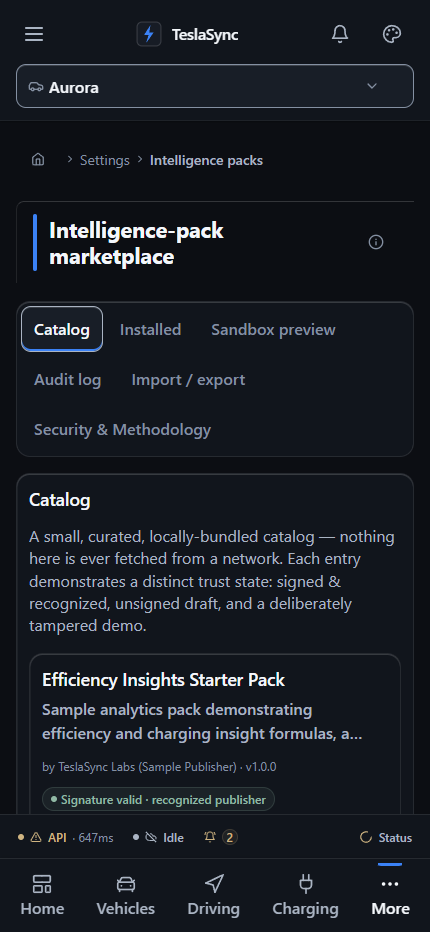 TeslaSync
Aurora
Settings
Intelligence packs
Intelligence-pack
marketplace
Catalog
Installed
Sandbox preview
Audit log
Import / export
Security & Methodology
Catalog
A small, curated, locally-bundled catalog — nothing
here is ever fetched from a network. Each entry
demonstrates a distinct trust state: signed &
recognized, unsigned draft, and a deliberately
tampered demo.
Efficiency Insights Starter Pack
Sample analytics pack demonstrating
efficiency and charging insight formulas, a...
by TeslaSync Labs (Sample Publisher) · v1.0.0
Signature valid · recognized publisher
API · 647ms
Idle
2
Status
Home
Vehicles
Driving
Charging
More